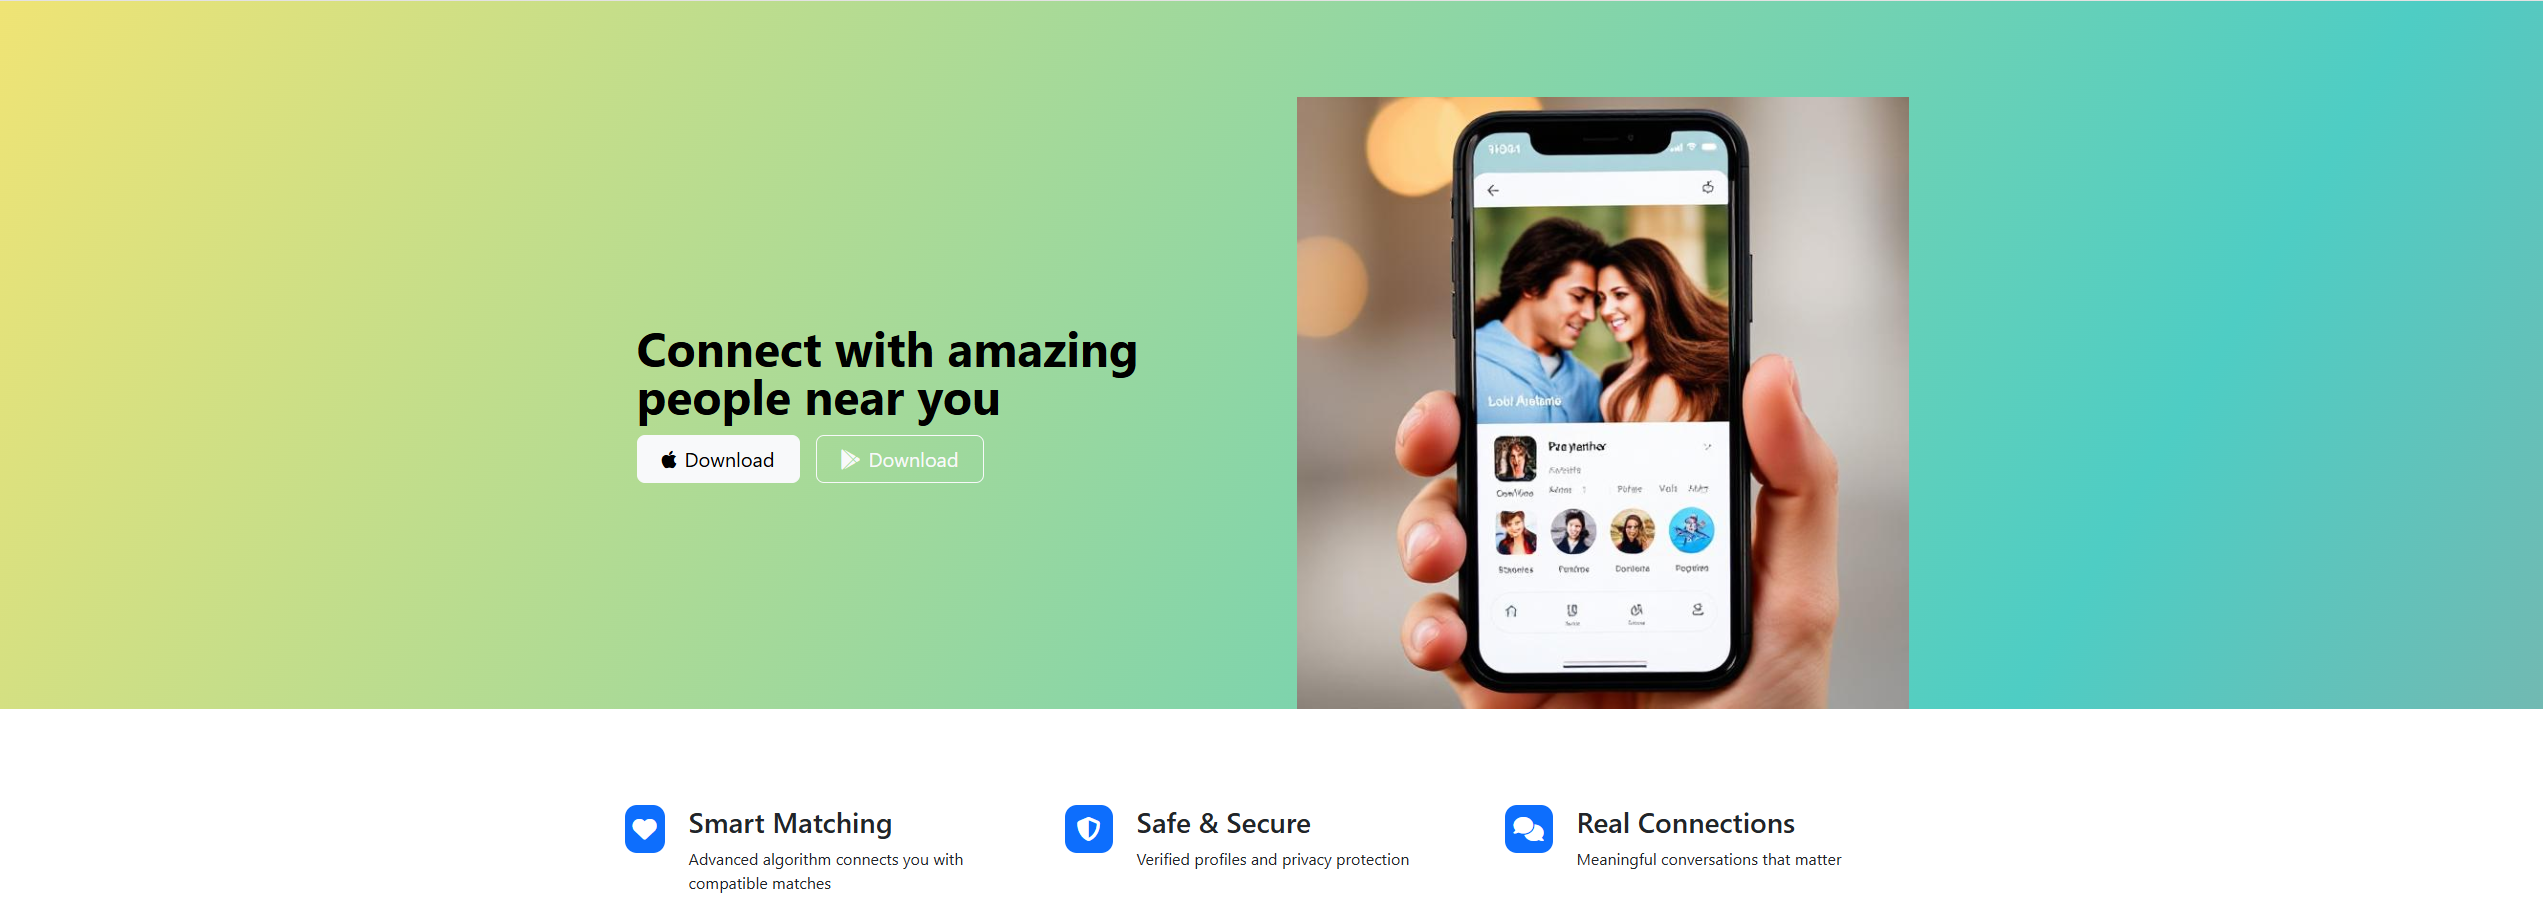 Connect with amazing
people near you
Download
Download
Smart Matching
Advanced algorithm connects you with
compatible matches
Safe & Secure
Verified profiles and privacy protection
Real Connections
Meaningful conversations that matter